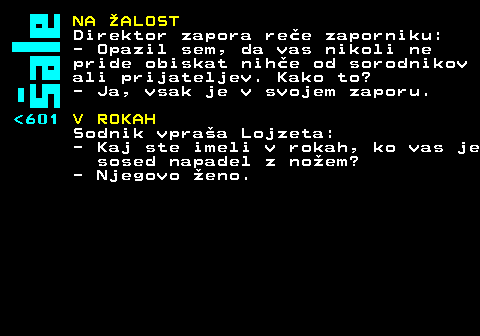 Šale
<601
NA ŽALOST
Direktor zapora reče zaporniku:
- Opazil sem, da vas nikoli ne
pride obiskat nihče od sorodnikov
ali prijateljev. Kako to?
- Ja, vsak je v svojem zaporu.
V ROKAH
Sodnik vpraša Lojzeta:
- Kaj ste imeli v rokah, ko vas je
sosed napadel z nožem?
- Njegovo ženo.